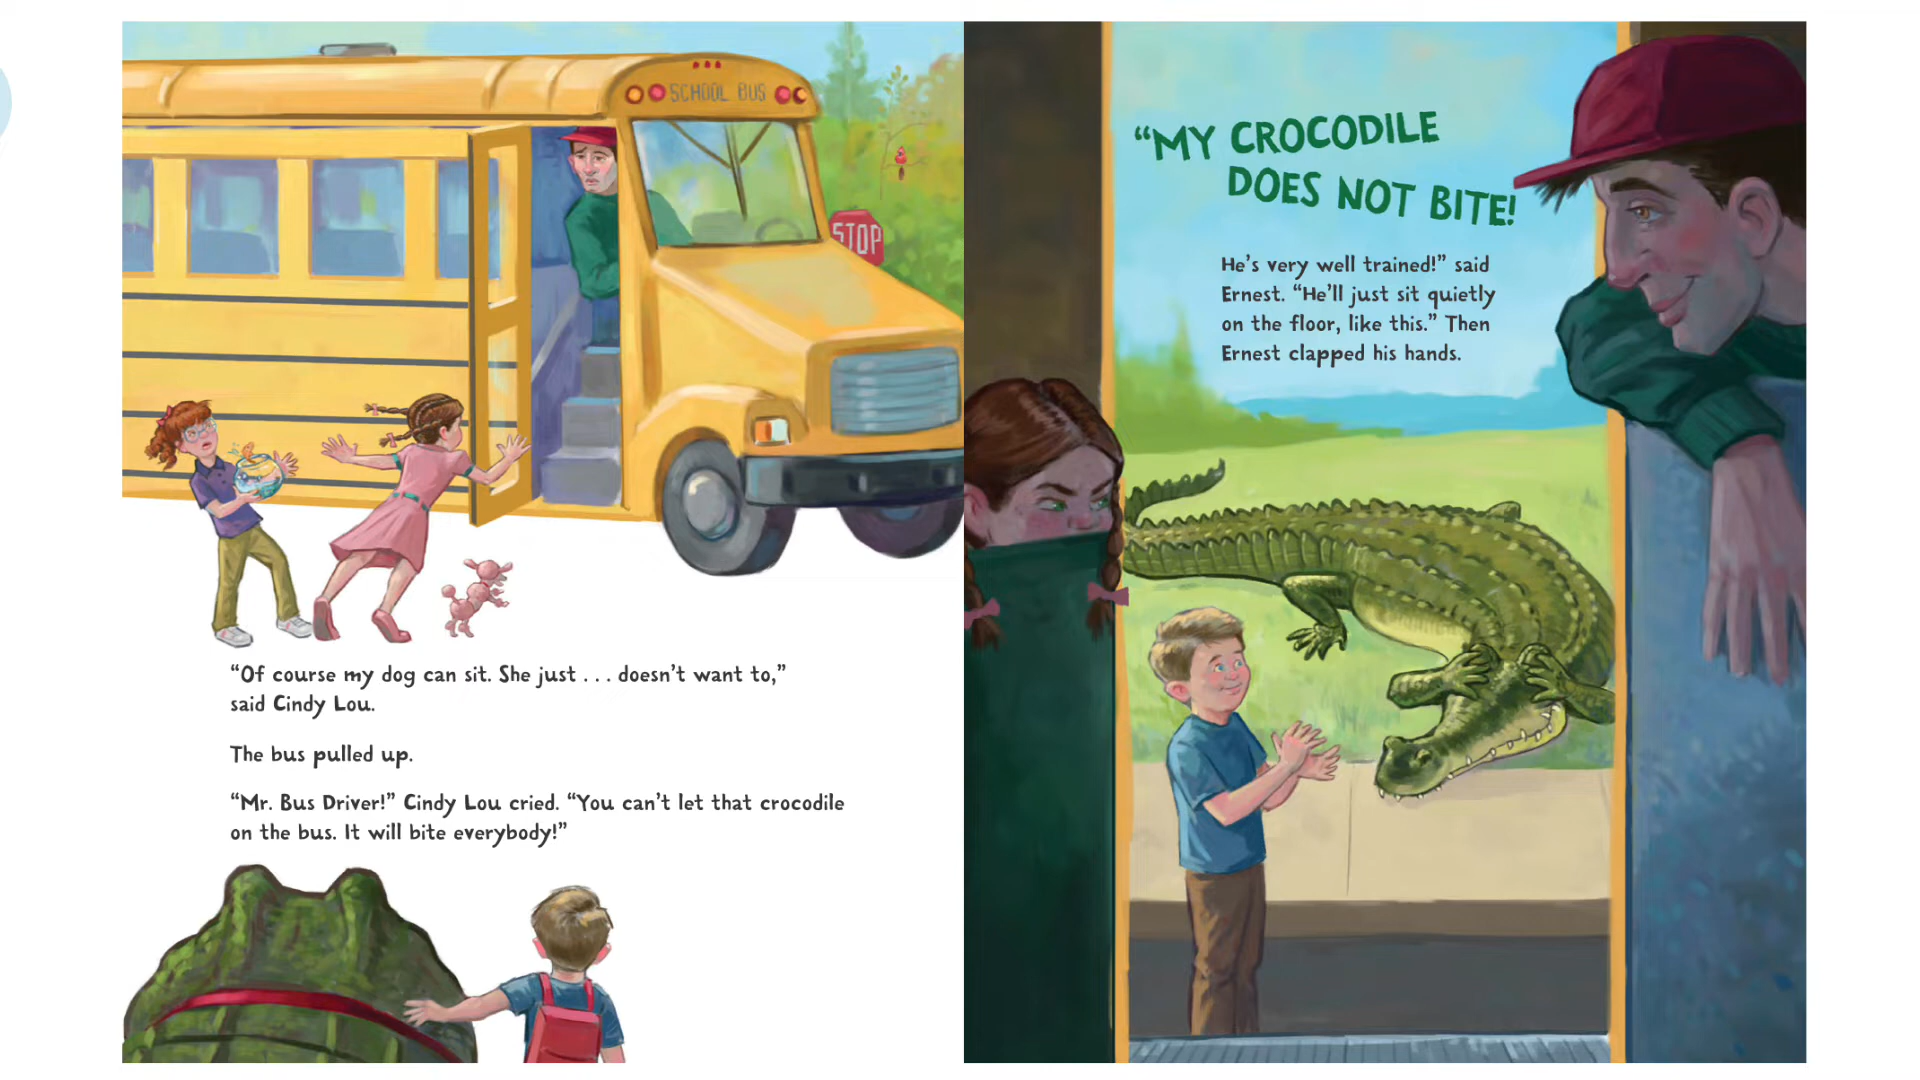 SCHOOL BUS
STOP
“Of course my dog can sit. She just . . . doesn’t want to,”
said Cindy Lou.
The bus pulled up.
“Mr. Bus Driver!” Cindy Lou cried. “You can’t let that crocodile
on the bus. It will bite everybody!”
“MY CROCODILE
DOES NOT BITE!
He’s very well trained!” said
Ernest. “He’ll just sit quietly
on the floor, like this.” Then
Ernest clapped his hands.